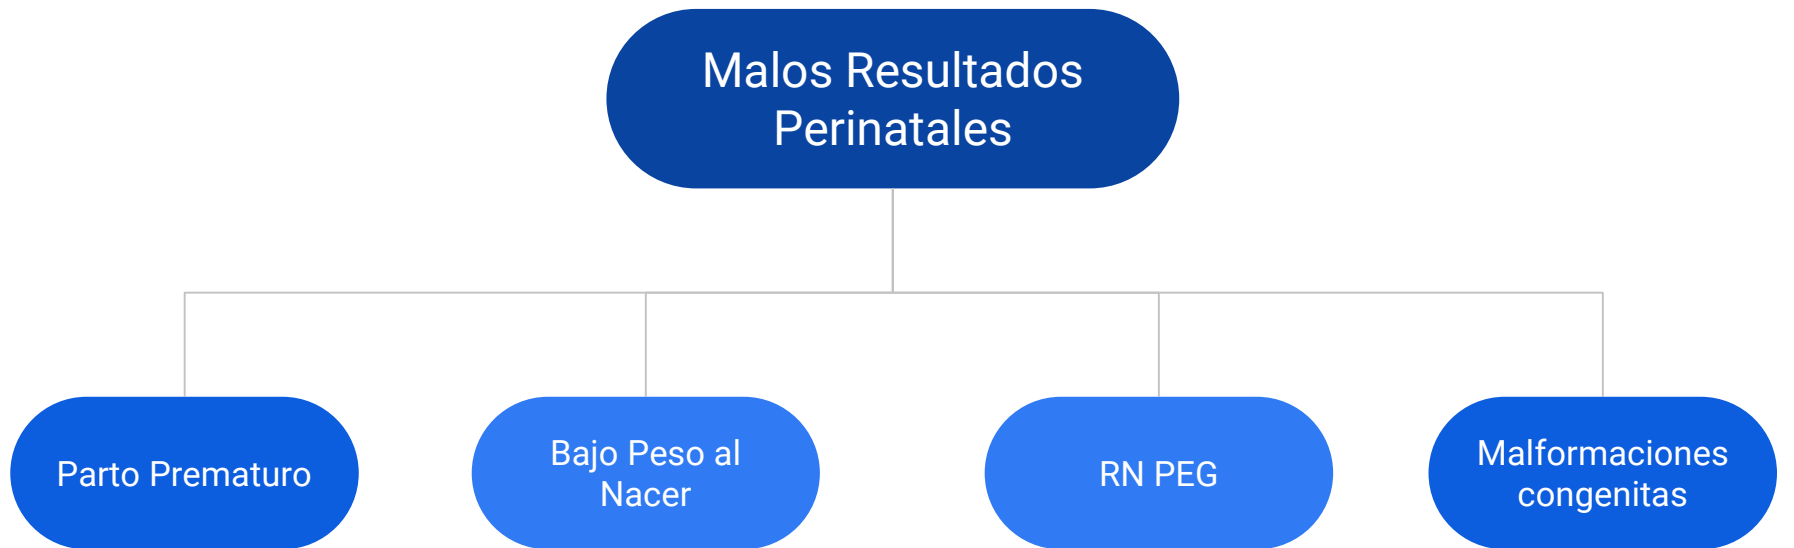 Malos Resultados
Perinatales
Parto Prematuro
Bajo Peso al
Nacer
RN PEG
Malformaciones
congenitas